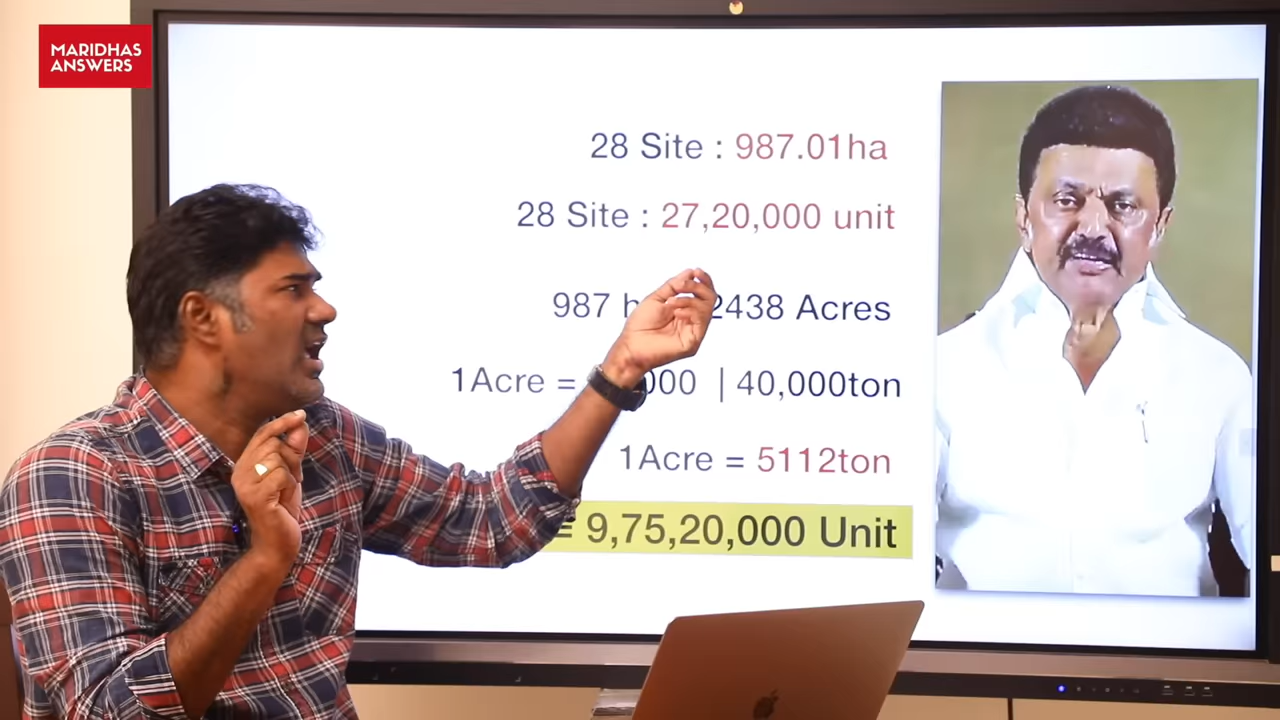 MARIDHAS
ANSWERS
28 Site : 987.01ha
28 Site : 27,20,000 unit
987 2438 Acres
1Acre = 000 | 40,000ton
1Acre = 5112ton
= 9,75,20,000 Unit